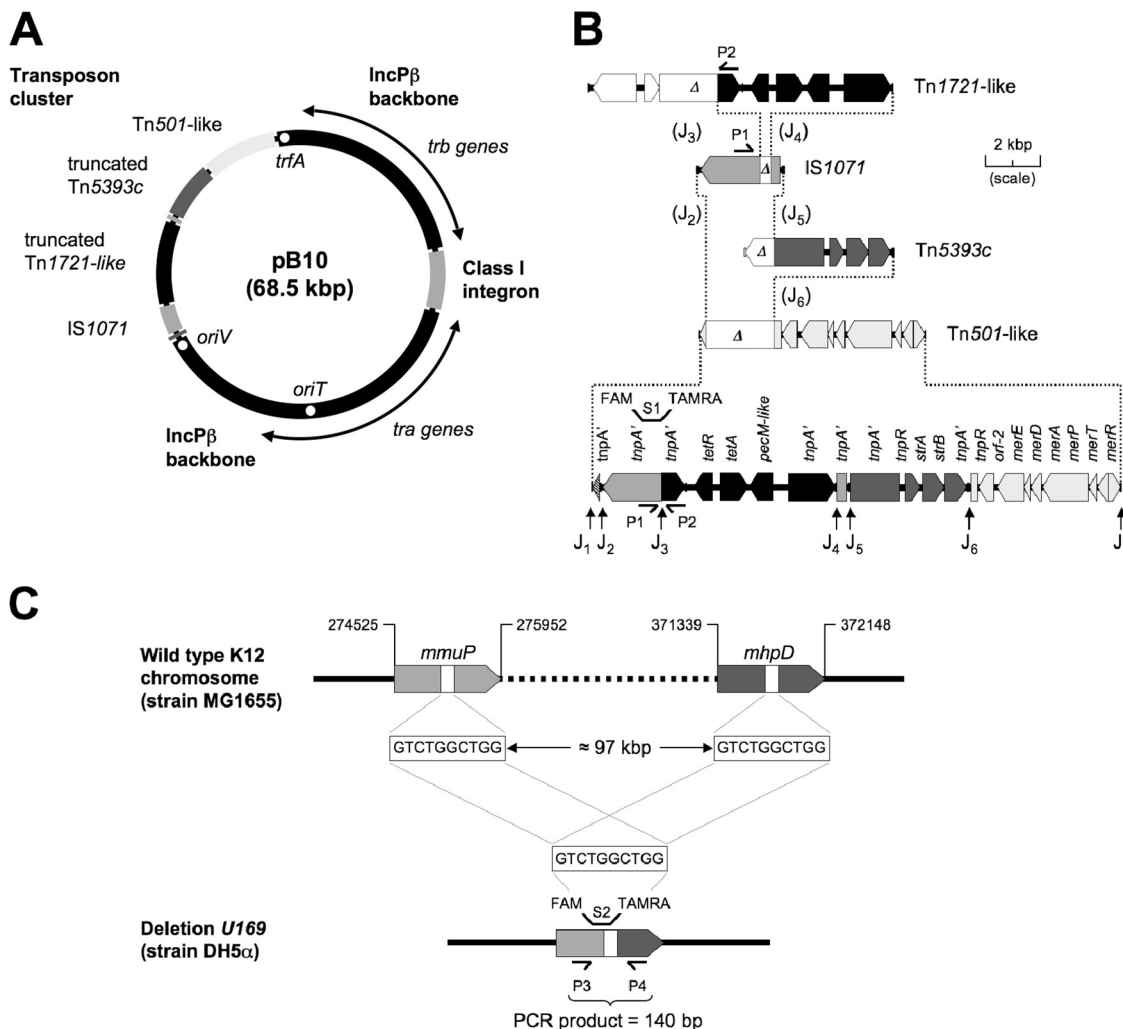 A
Transposon
cluster
IncPβ
backbone
Tn501-like
trfA
trb genes
truncated
Tn5393c
truncated
Tn1721-like
pB10
(68.5 kbp)
Class I
integron
IS1071
oriV
oriT
IncPβ
backbone
tra genes
B
P2
Δ
Tn1721-like
(J3)
(J4)
P1
Δ
IS1071
2 kbp
(scale)
(J2)
(J5)
Δ
Tn5393c
(J6)
Δ
Tn501-like
FAM
S1
TAMRA
tnpA'
tnpA'
tnpA'
tetR
tetA
pecM-like
tnpA'
tnpA'
tnpA'
tnpR
strA
strB
tnpA'
tnpR
orf-2
merE
merD
merA
merP
merT
merR
P1
P2
J1
J2
J3
J4
J5
J6
J
C
Wild type K12
chromosome
(strain MG1655)
274525
275952
371339
372148
mmuP
mhpD
GTCTGGCTGG
≈ 97 kbp
GTCTGGCTGG
GTCTGGCTGG
FAM
S2
TAMRA
Deletion U169
(strain DH5α)
P3
P4
PCR product = 140 bp